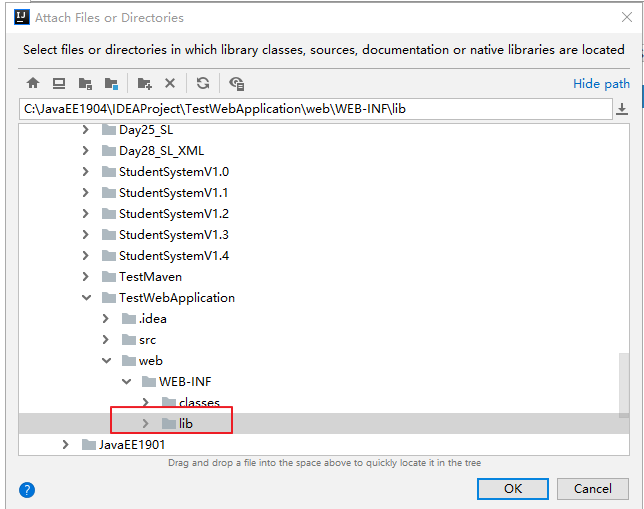 IJ Attach Files or Directories
Select files or directories in which library classes, sources, documentation or native libraries are located
Hide path
C:\JavaEE1904\IDEAProject\TestWebApplication\web\WEB-INF\lib
Day25_SL
Day28_SL_XML
StudentSystemV1.0
StudentSystemV1.1
StudentSystemV1.2
StudentSystemV1.3
StudentSystemV1.4
TestMaven
TestWebApplication
.idea
src
web
WEB-INF
classes
lib
JavaEE1901
Drag and drop a file into the space above to quickly locate it in the tree
? OK Cancel